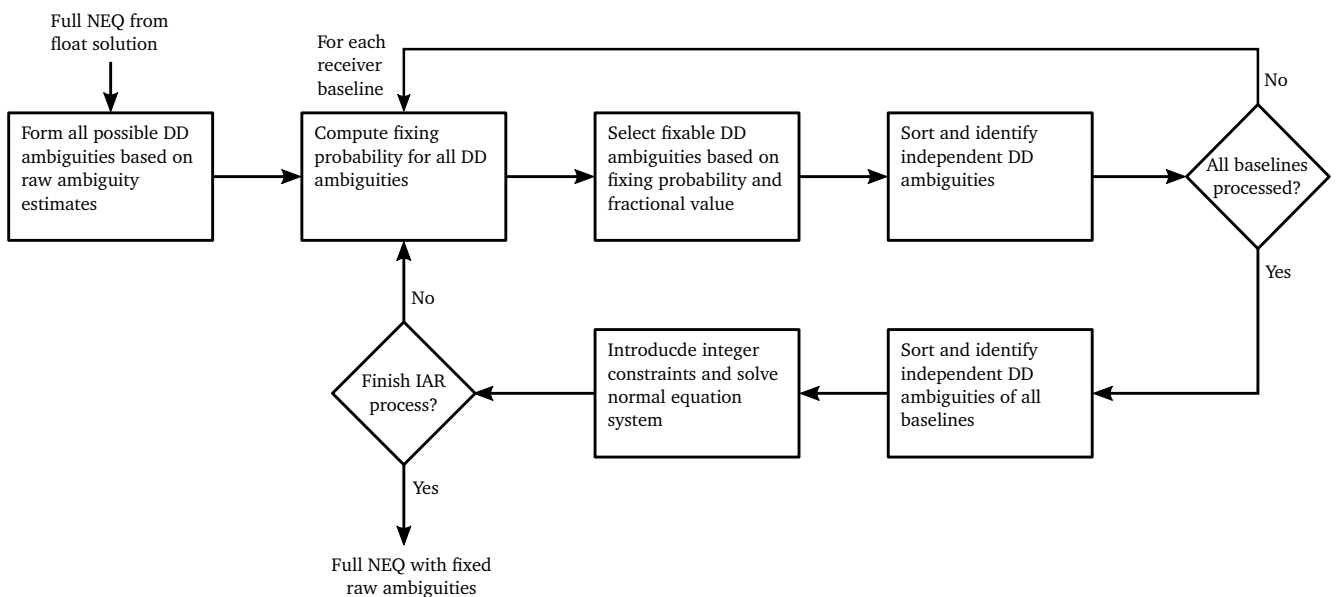 Full NEQ from
float solution
Form all possible DD
ambiguities based on
raw ambiguity
estimates
For each
receiver
baseline
Compute fixing
probability for all DD
ambiguities
Select fixable DD
ambiguities based on
fixing probability and
fractional value
Sort and identify
independent DD
ambiguities
No
All baselines
processed?
Yes
Sort and identify
independent DD
ambiguities of all
baselines
Introducde integer
constraints and solve
normal equation
system
No
Finish IAR
process?
Yes
Full NEQ with fixed
raw ambiguities